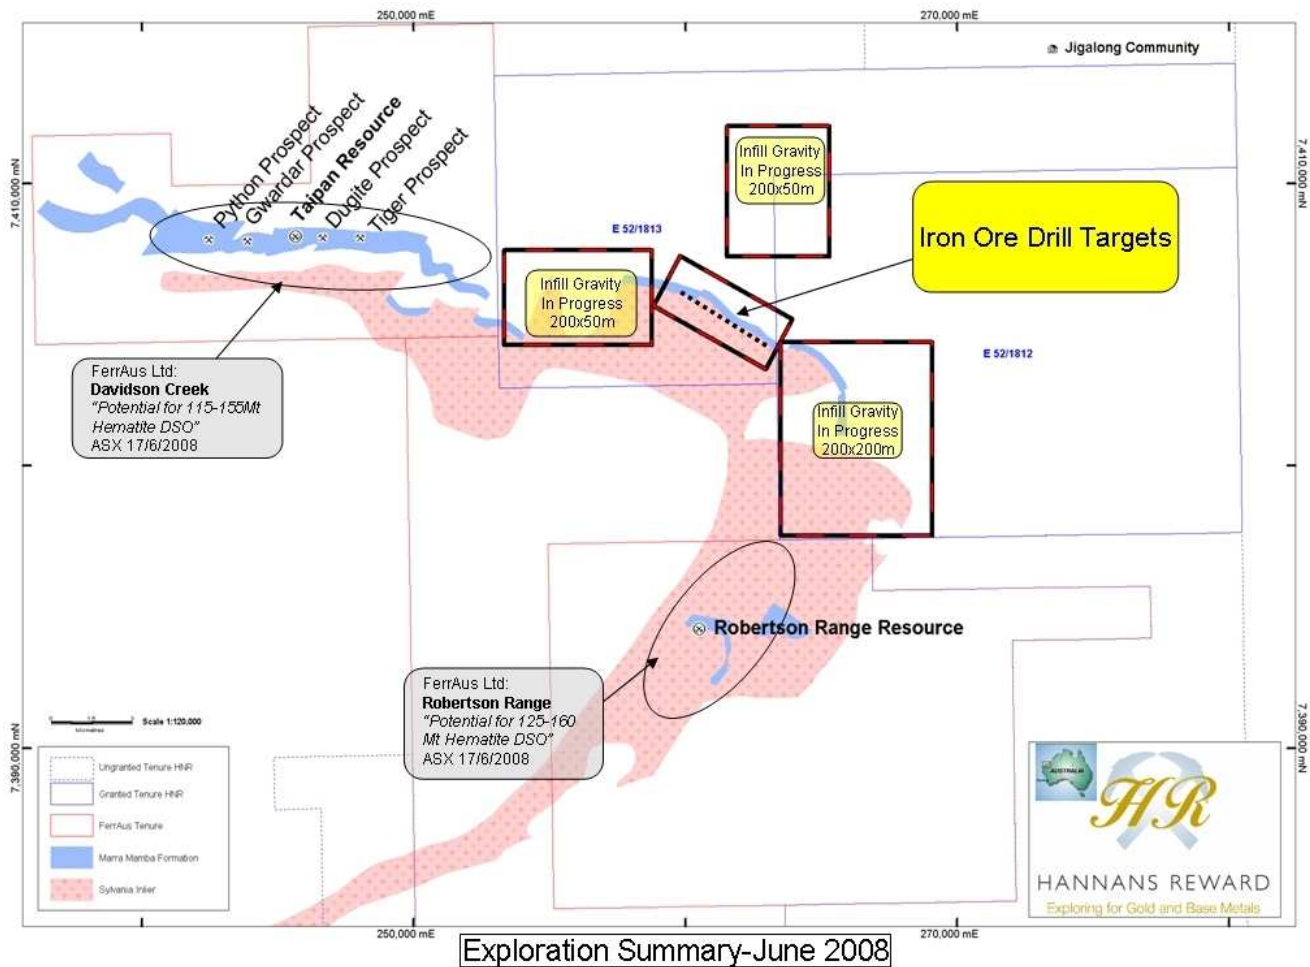 250,000 mE
270,000 mE
Jigalong Community
7,410,000 mN
7,410,000 mN
Python Prospect
Gwardar Prospect
Taipan Resource
Dugite Prospect
Tiger Prospect
Infill Gravity
In Progress
200x50m
E 52/1813
Iron Ore Drill Targets
Infill Gravity
In Progress
200x50m
E 52/1812
FerrAus Ltd:
Davidson Creek
"Potential for 115-155Mt
Hematite DSO"
ASX 17/6/2008
Infill Gravity
In Progress
200x200m
Robertson Range Resource
FerrAus Ltd:
Robertson Range
"Potential for 125-160
Mt Hematite DSO"
ASX 17/6/2008
Scale 1:120,000
Kilometres
7,390,000 mN
7,390,000 mN
Ungranted Tenure HNR
Granted Tenure HNR
FerrAus Tenure
Marra Mamba Formation
Sylvania Inlier
AUSTRALIA
HR
HANNANS REWARD
Exploring for Gold and Base Metals
250,000 mE
270,000 mE
Exploration Summary-June 2008